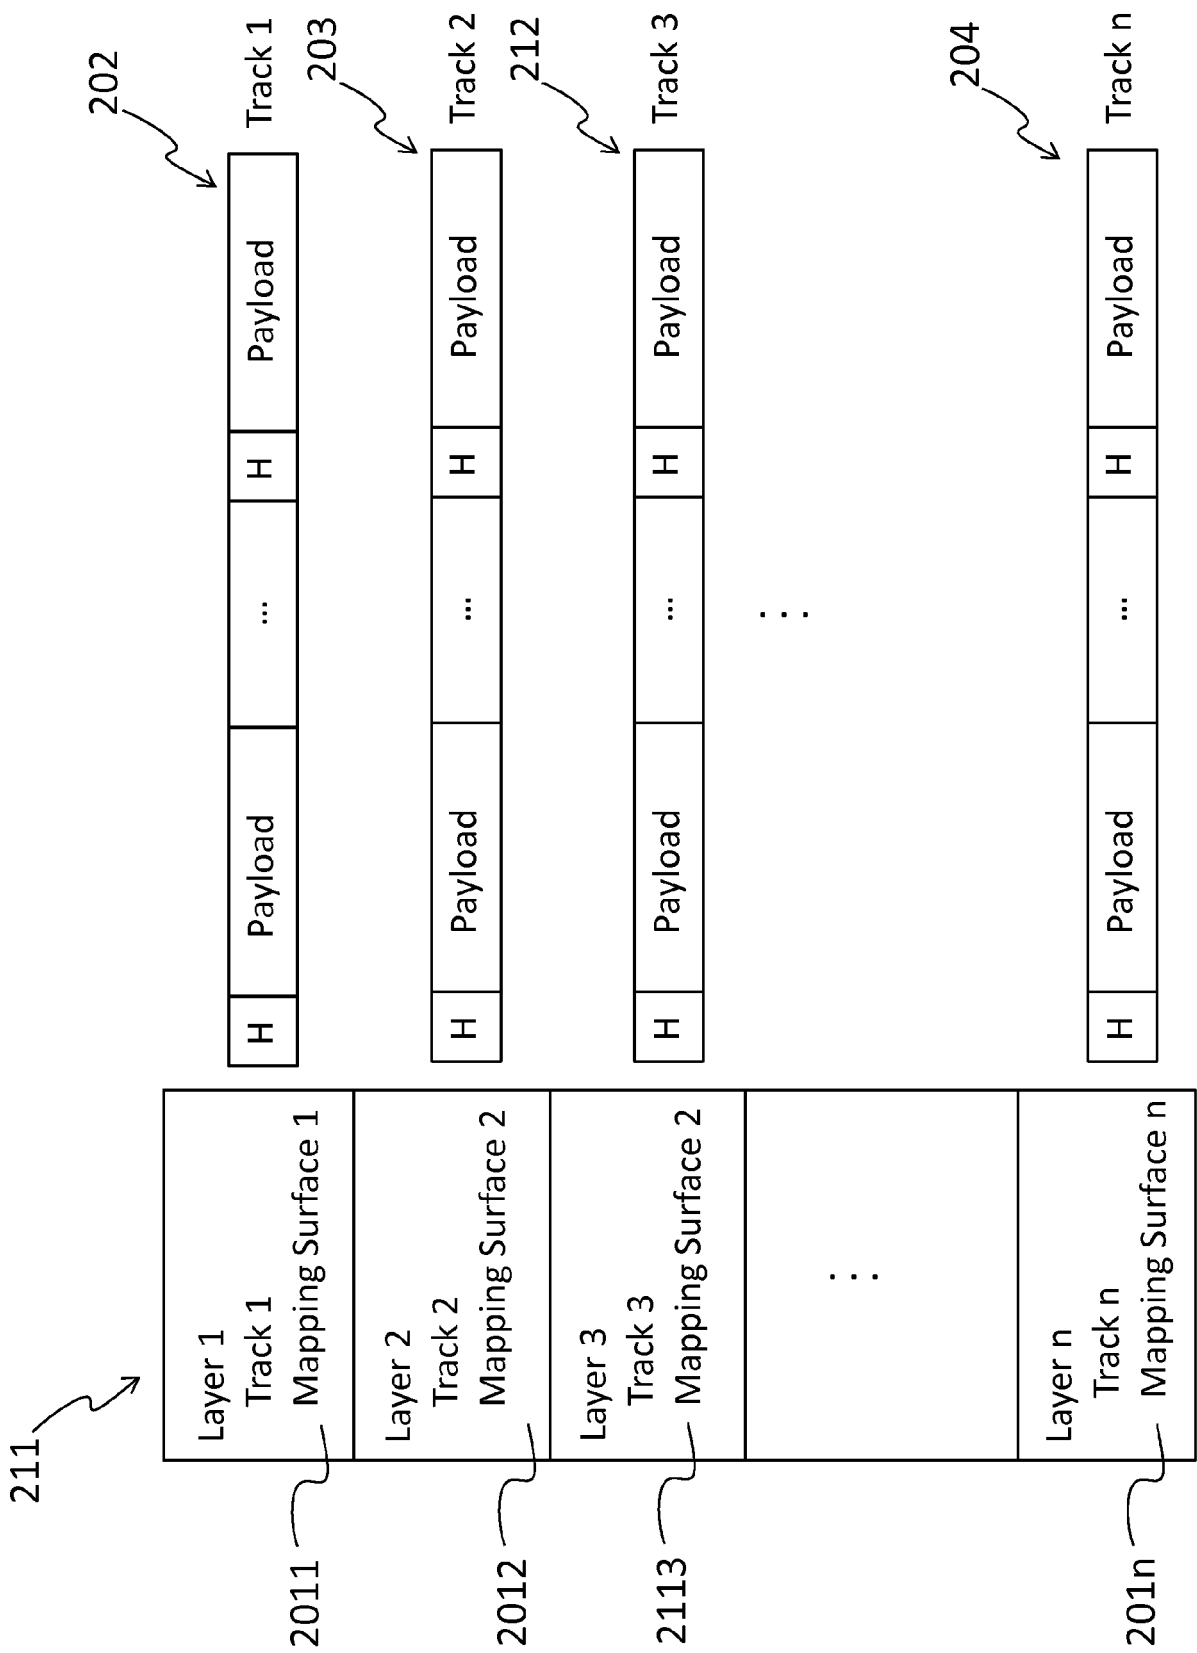 211
Layer 1
Track 1
Mapping Surface 1
2011
H
Payload
...
H
Payload
202
Track 1
Layer 2
Track 2
Mapping Surface 2
2012
H
Payload
...
H
Payload
203
Track 2
Layer 3
Track 3
Mapping Surface 2
2113
H
Payload
...
H
Payload
212
Track 3
...
...
Layer n
Track n
Mapping Surface n
201n
H
Payload
...
H
Payload
204
Track n